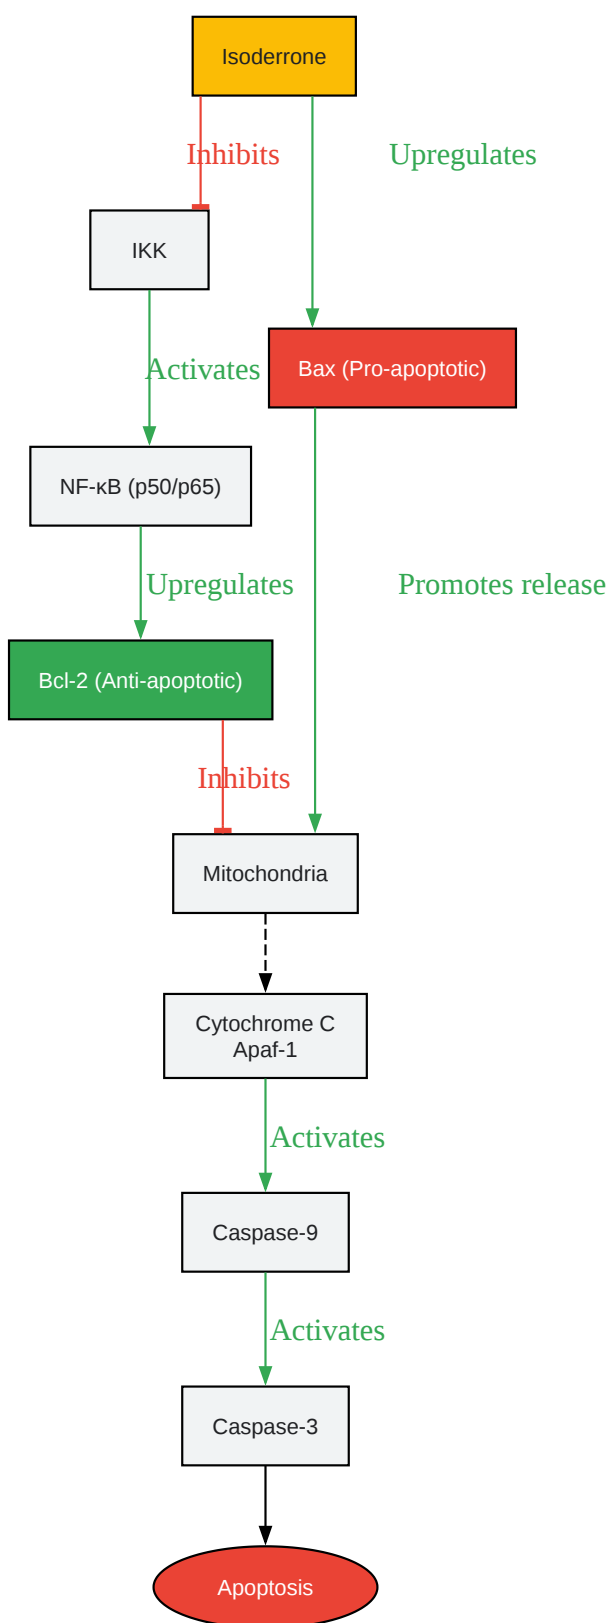 Isoderrone
Inhibits
Upregulates
IKK
Activates
Bax (Pro-apoptotic)
NF-κB (p50/p65)
Upregulates
Promotes release
Bcl-2 (Anti-apoptotic)
Inhibits
Mitochondria
Cytochrome C
Apaf-1
Activates
Caspase-9
Activates
Caspase-3
Apoptosis